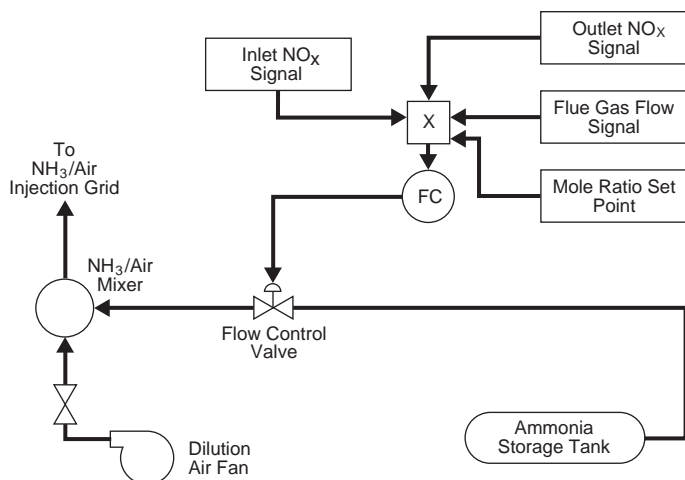 Outlet NOX
Signal
Inlet NOX
Signal
X
Flue Gas Flow
Signal
To
NH3/Air
Injection Grid
FC
Mole Ratio Set
Point
NH3/Air
Mixer
Flow Control
Valve
Ammonia
Storage Tank
Dilution
Air Fan